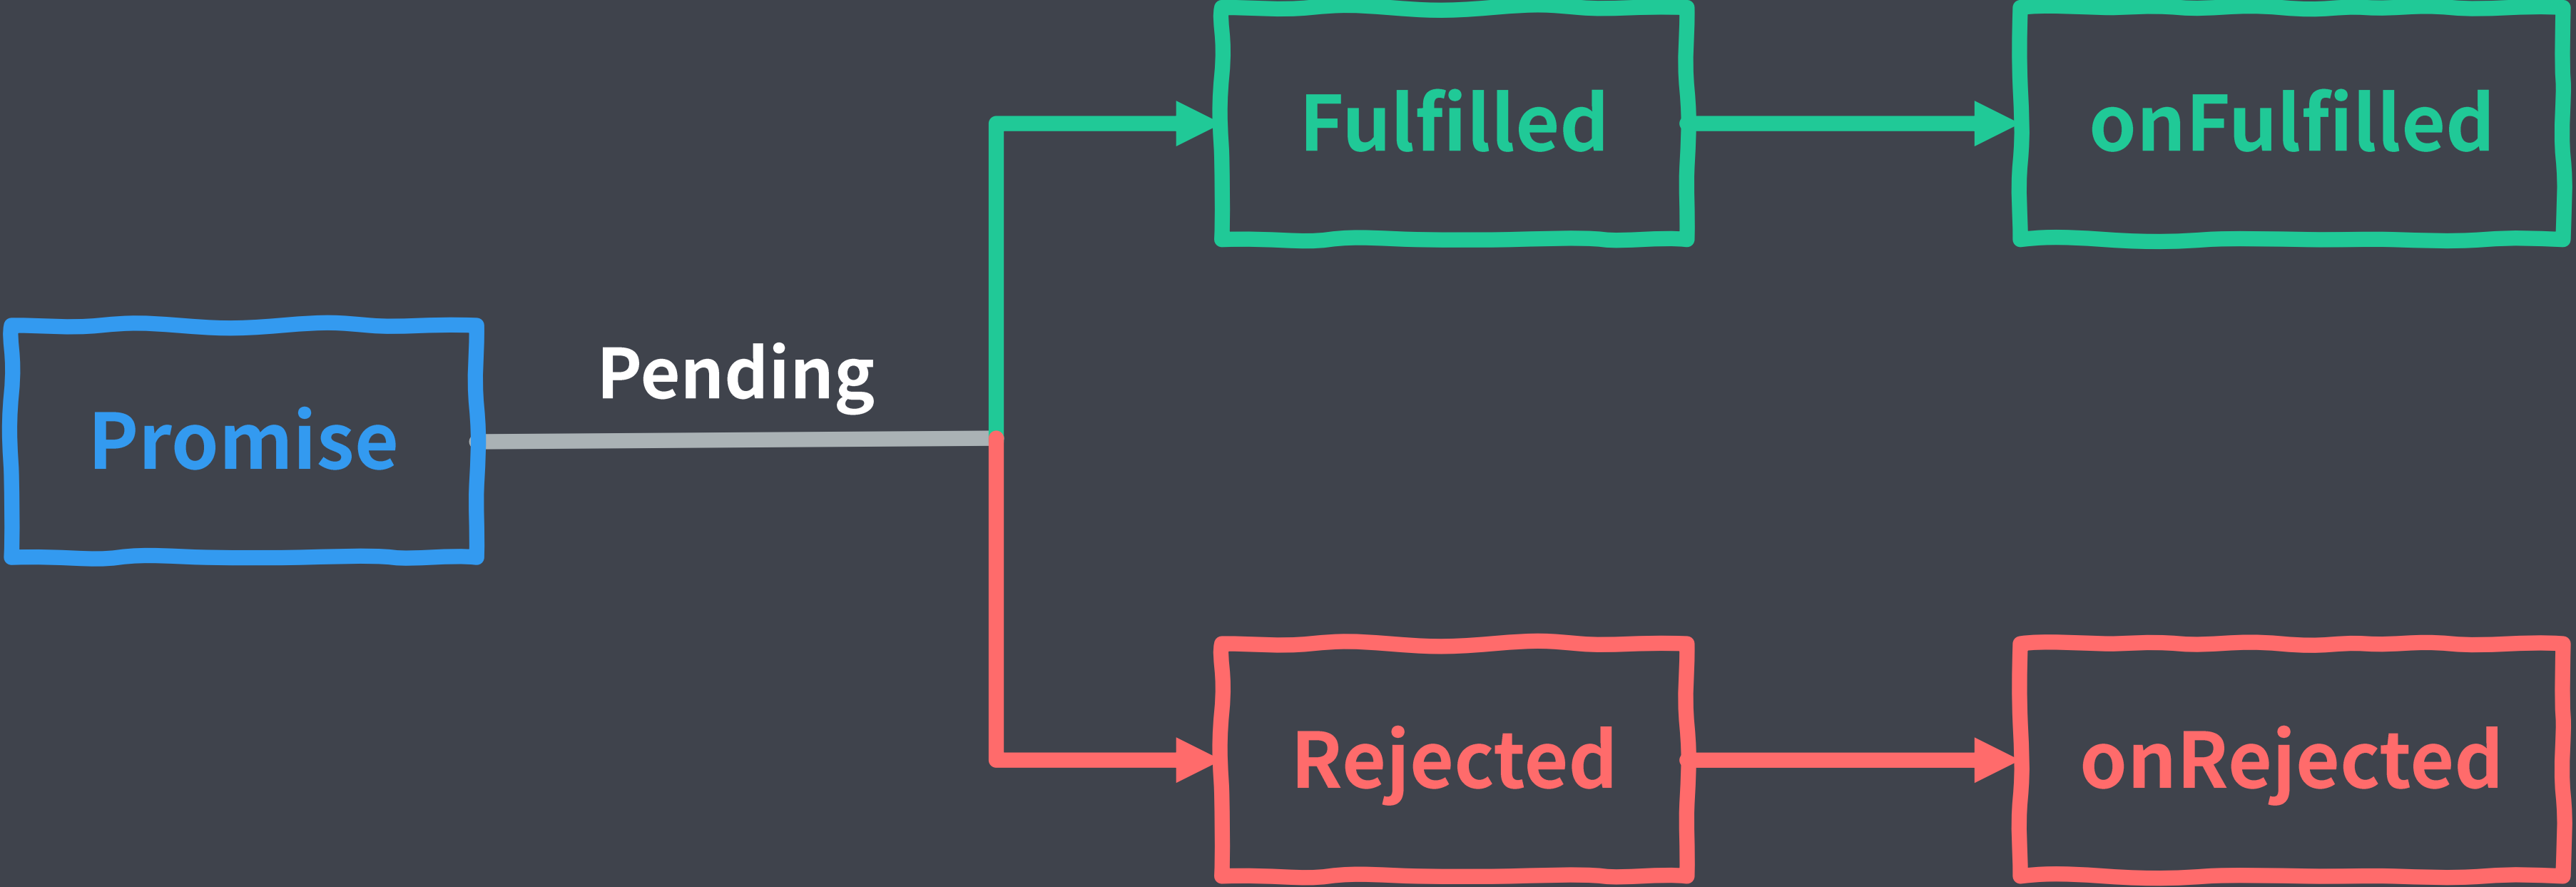 Fulfilled
onFulfilled
Pending
Promise
Rejected
onRejected